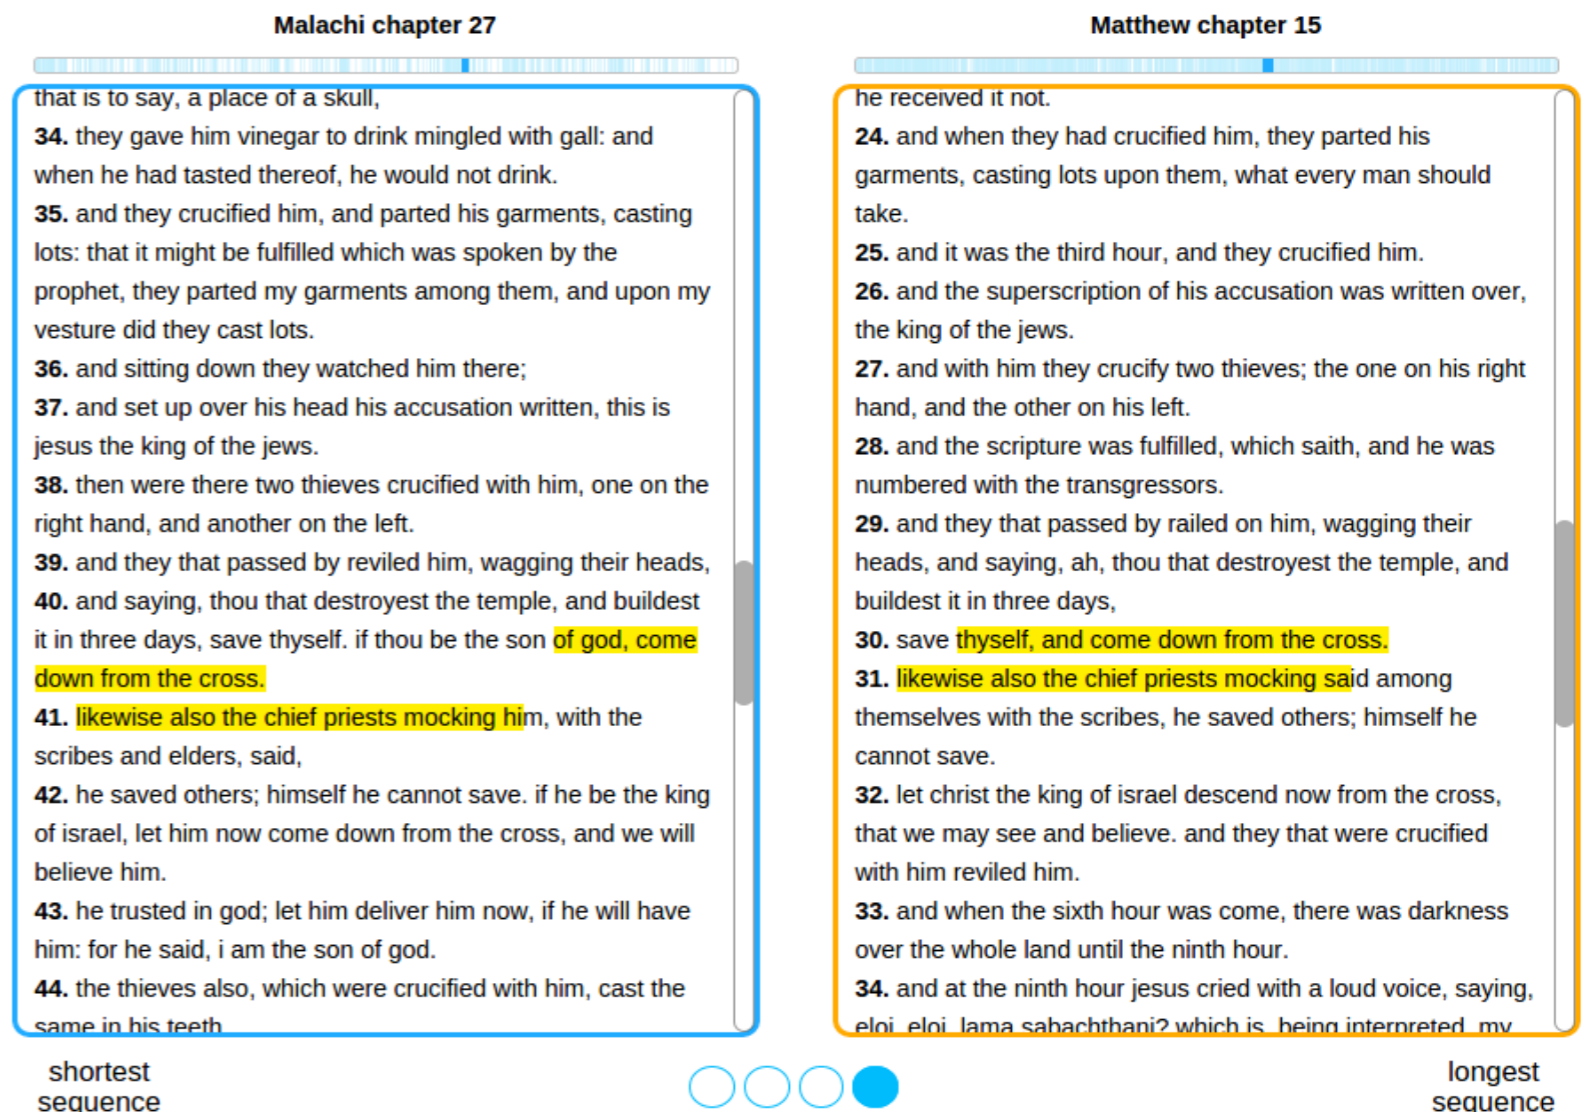 Malachi chapter 27
that is to say, a place of a skull,
34. they gave him vinegar to drink mingled with gall: and
when he had tasted thereof, he would not drink.
35. and they crucified him, and parted his garments, casting
lots: that it might be fulfilled which was spoken by the
prophet, they parted my garments among them, and upon my
vesture did they cast lots.
36. and sitting down they watched him there;
37. and set up over his head his accusation written, this is
jesus the king of the jews.
38. then were there two thieves crucified with him, one on the
right hand, and another on the left.
39. and they that passed by reviled him, wagging their heads,
40. and saying, thou that destroyest the temple, and buildest
it in three days, save thyself. if thou be the son of god, come
down from the cross.
41. likewise also the chief priests mocking him, with the
scribes and elders, said,
42. he saved others; himself he cannot save. if he be the king
of israel, let him now come down from the cross, and we will
believe him.
43. he trusted in god; let him deliver him now, if he will have
him: for he said, i am the son of god.
44. the thieves also, which were crucified with him, cast the
same in his teeth
Matthew chapter 15
he received it not.
24. and when they had crucified him, they parted his
garments, casting lots upon them, what every man should
take.
25. and it was the third hour, and they crucified him.
26. and the superscription of his accusation was written over,
the king of the jews.
27. and with him they crucify two thieves; the one on his right
hand, and the other on his left.
28. and the scripture was fulfilled, which saith, and he was
numbered with the transgressors.
29. and they that passed by railed on him, wagging their
heads, and saying, ah, thou that destroyest the temple, and
buildest it in three days,
30. save thyself, and come down from the cross.
31. likewise also the chief priests mocking said among
themselves with the scribes, he saved others; himself he
cannot save.
32. let christ the king of israel descend now from the cross,
that we may see and believe. and they that were crucified
with him reviled him.
33. and when the sixth hour was come, there was darkness
over the whole land until the ninth hour.
34. and at the ninth hour jesus cried with a loud voice, saying,
eloi, eloi, lama sabachthani? which is, being interpreted, my
shortest
sequence
longest
sequence